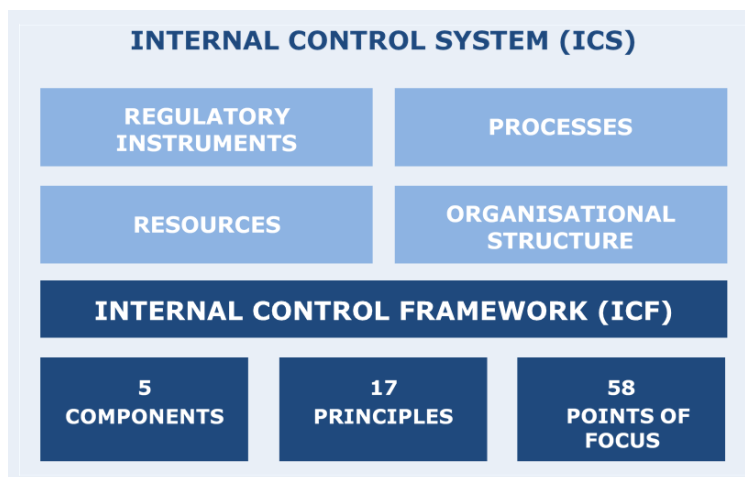 INTERNAL CONTROL SYSTEM (ICS)
REGULATORY
INSTRUMENTS
PROCESSES
RESOURCES
ORGANISATIONAL
STRUCTURE
INTERNAL CONTROL FRAMEWORK (ICF)
5
COMPONENTS
17
PRINCIPLES
58
POINTS OF
FOCUS